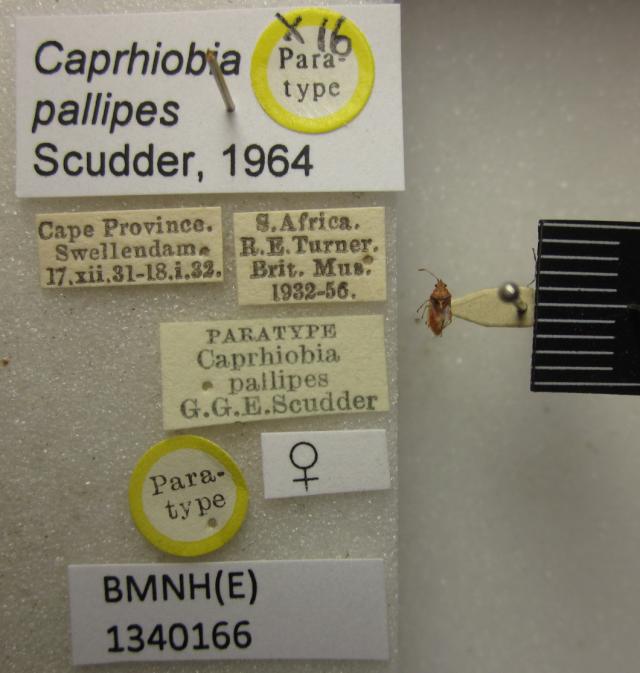 Caprhiobia
pallipes
Scudder, 1964
X 16
Para-
type
Cape Province.
Swellendam.
17.xii.31-18.i.32.
S.Africa.
R.E.Turner.
Brit. Mus.
1932-56.
PARATYPE
Caprhiobia
pallipes
G.G.E.Scudder
Para-
type
♀
BMNH(E)
1340166